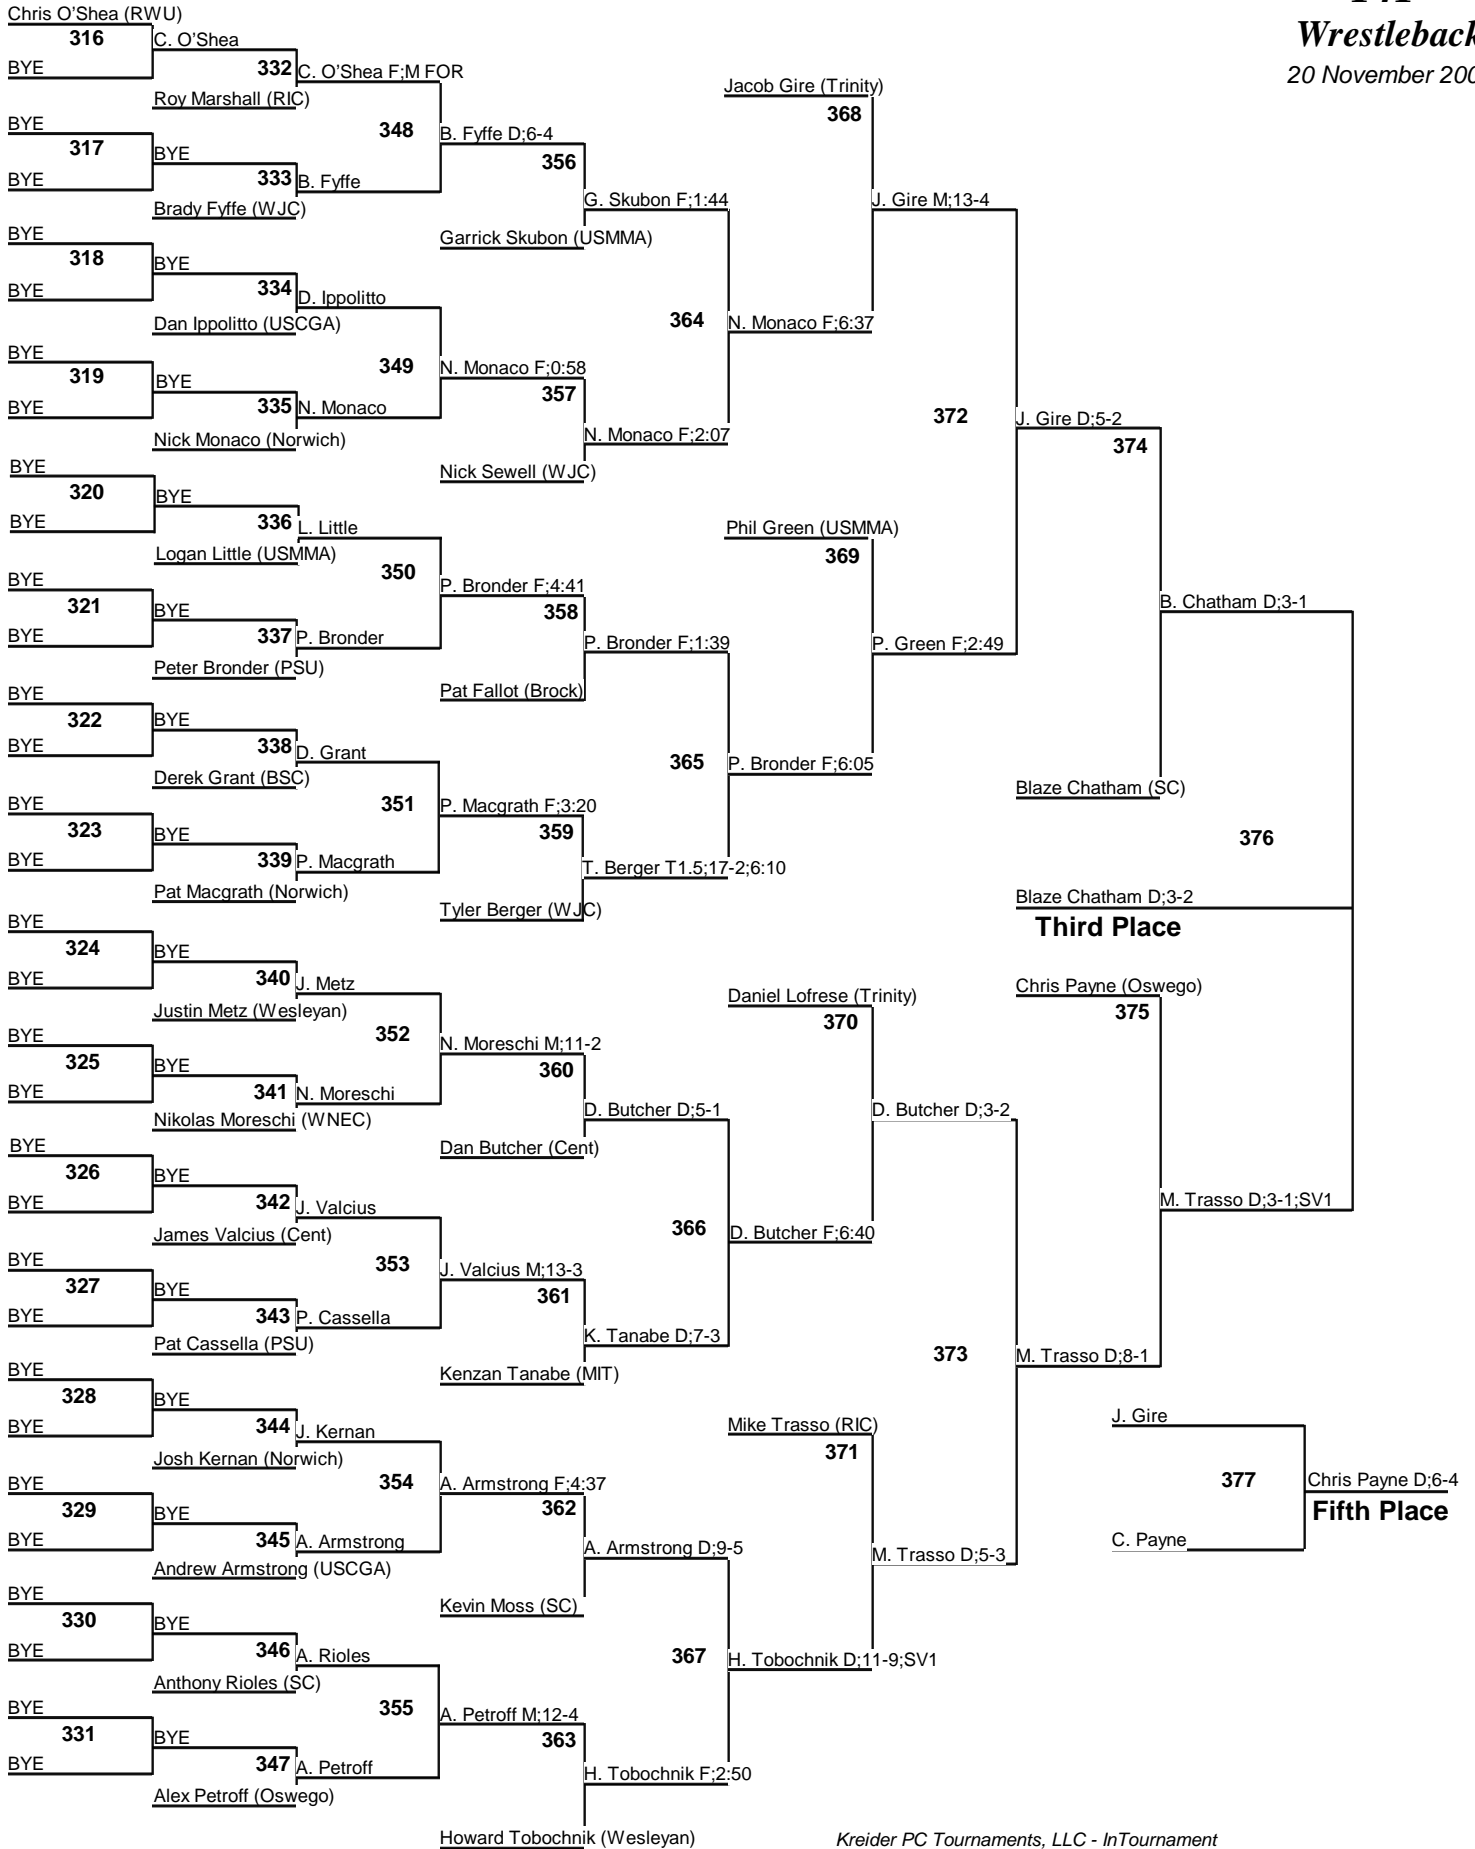 Chris O'Shea (RWU)
316
C. O'Shea
BYE
332
C. O'Shea F;M FOR
Roy Marshall (RIC)
348
BYE
317
BYE
BYE
333
B. Fyffe
Brady Fyffe (WJC)
B. Fyffe D;6-4
356
G. Skubon F;1:44
Garrick Skubon (USMMA)
BYE
318
BYE
BYE
334
D. Ippolitto
Dan Ippolitto (USCGA)
349
BYE
319
BYE
BYE
335
N. Monaco
Nick Monaco (Norwich)
N. Monaco F;0:58
357
N. Monaco F;2:07
Nick Sewell (WJC)
364
N. Monaco F;6:37
Jacob Gire (Trinity)
368
J. Gire M;13-4
Wrestleback
20 November 200
BYE
320
BYE
BYE
336
L. Little
Logan Little (USMMA)
350
BYE
321
BYE
BYE
337
P. Bronder
Peter Bronder (PSU)
P. Bronder F;4:41
358
P. Bronder F;1:39
Pat Fallot (Brock)
BYE
322
BYE
BYE
338
D. Grant
Derek Grant (BSC)
351
BYE
323
BYE
BYE
339
P. Macgrath
Pat Macgrath (Norwich)
P. Macgrath F;3:20
359
T. Berger T1.5;17-2;6:10
Tyler Berger (WJC)
365
P. Bronder F;6:05
Phil Green (USMMA)
369
P. Green F;2:49
372
J. Gire D;5-2
374
B. Chatham D;3-1
Blaze Chatham (SC)
376
Blaze Chatham D;3-2
Third Place
BYE
324
BYE
BYE
340
J. Metz
Justin Metz (Wesleyan)
352
BYE
325
BYE
BYE
341
N. Moreschi
Nikolas Moreschi (WNEC)
N. Moreschi M;11-2
360
D. Butcher D;5-1
Dan Butcher (Cent)
BYE
326
BYE
BYE
342
J. Valcius
James Valcius (Cent)
353
BYE
327
BYE
BYE
343
P. Cassella
Pat Cassella (PSU)
J. Valcius M;13-3
361
K. Tanabe D;7-3
Kenzan Tanabe (MIT)
366
D. Butcher F;6:40
Daniel Lofrese (Trinity)
370
D. Butcher D;3-2
BYE
328
BYE
BYE
344
J. Kernan
Josh Kernan (Norwich)
354
BYE
329
BYE
BYE
345
A. Armstrong
Andrew Armstrong (USCGA)
A. Armstrong F;4:37
362
A. Armstrong D;9-5
Kevin Moss (SC)
BYE
330
BYE
BYE
346
A. Rioles
Anthony Rioles (SC)
355
BYE
331
BYE
BYE
347
A. Petroff
Alex Petroff (Oswego)
A. Petroff M;12-4
363
H. Tobochnik F;2:50
Howard Tobochnik (Wesleyan)
367
H. Tobochnik D;11-9;SV1
Mike Trasso (RIC)
371
M. Trasso D;5-3
373
M. Trasso D;8-1
Chris Payne (Oswego)
375
M. Trasso D;3-1;SV1
J. Gire
377
C. Payne
Chris Payne D;6-4
Fifth Place
Kreider PC Tournaments, LLC - InTournament